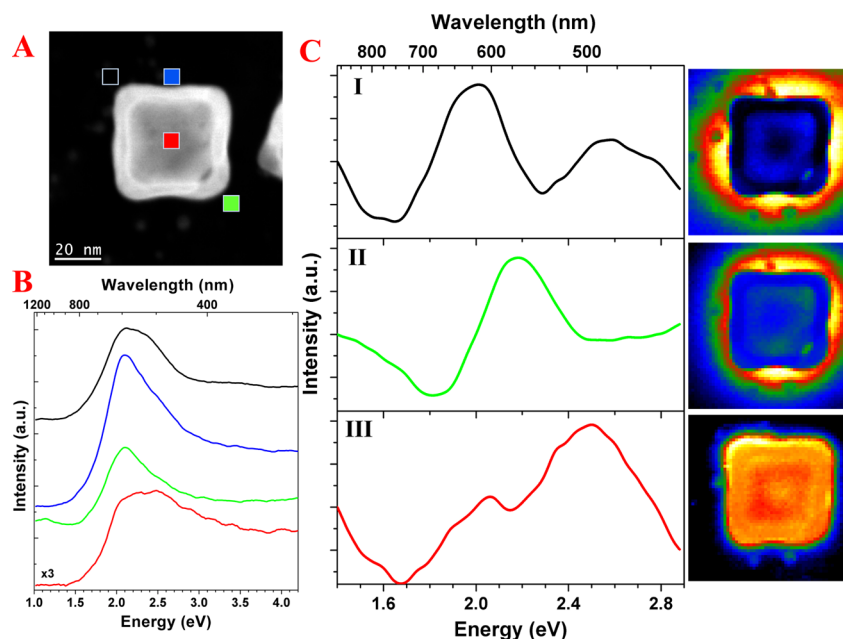 A
20 nm
B
Wavelength (nm)
1200 800 400
Intensity (a.u.)
x3
1.0 1.5 2.0 2.5 3.0 3.5 4.0
Energy (eV)
C
Wavelength (nm)
800 700 600 500
I
II
III
Intensity (a.u.)
1.6 2.0 2.4 2.8
Energy (eV)